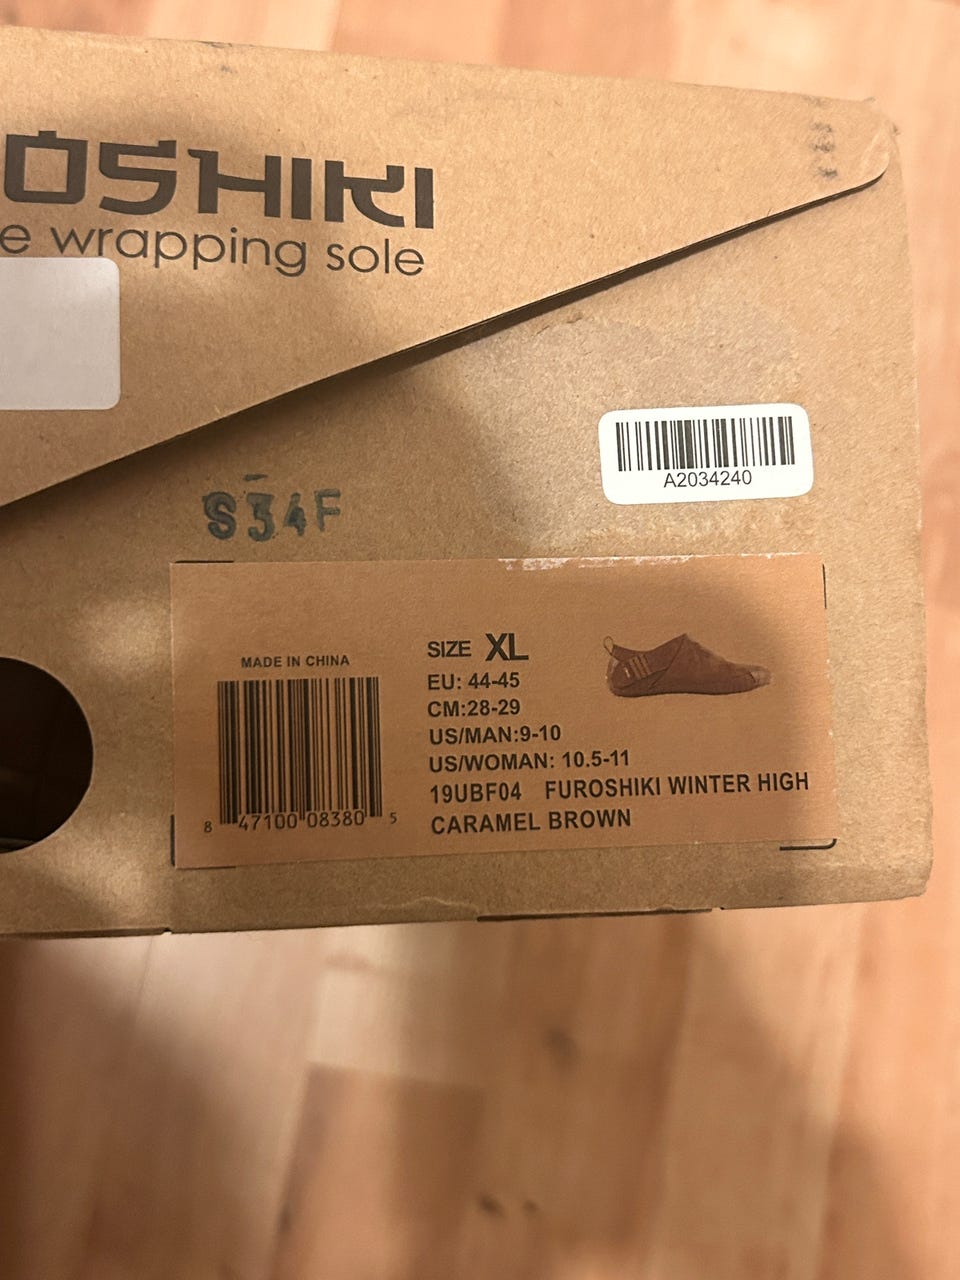 OSHIKI
e wrapping sole
A2034240
S34F
MADE IN CHINA
8 47100 08380 5
SIZE XL
EU: 44-45
CM:28-29
US/MAN:9-10
US/WOMAN: 10.5-11
19UBF04 FUROSHIKI WINTER HIGH
CARAMEL BROWN